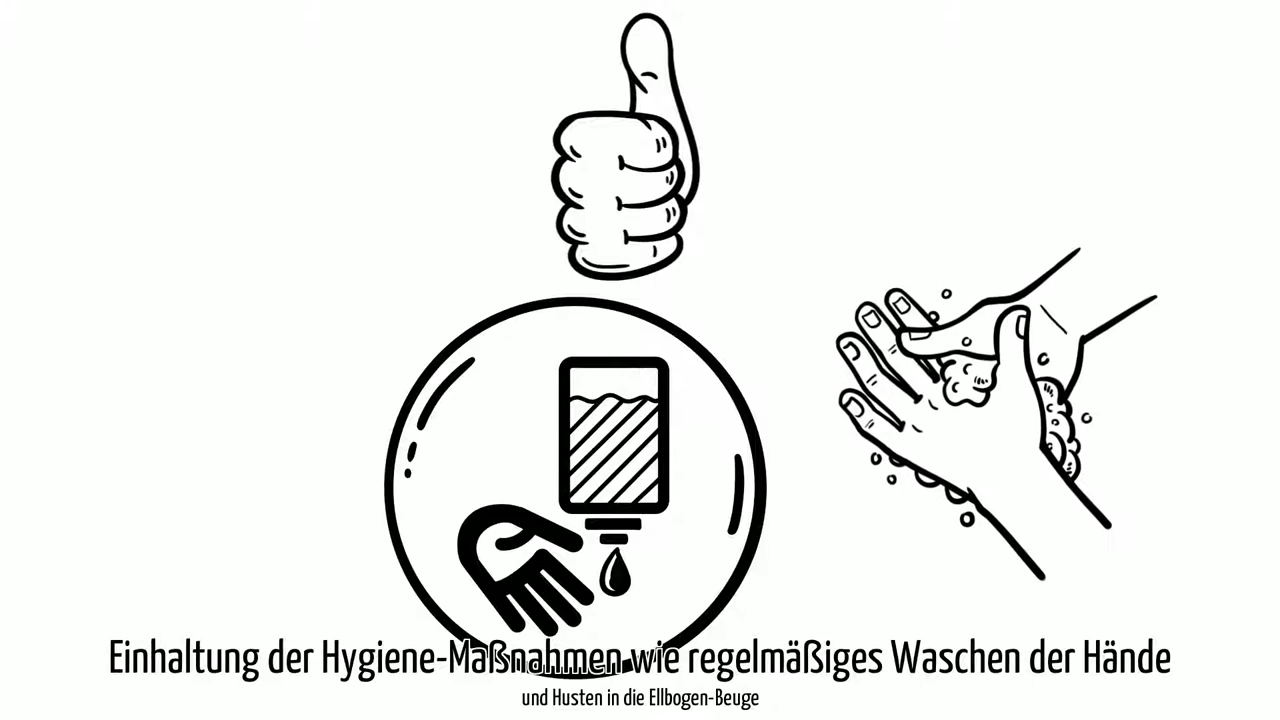 Einhaltung der Hygiene-Maßnahmen wie regelmäßiges Waschen der Hände
und Husten in die Ellbogen-Beuge